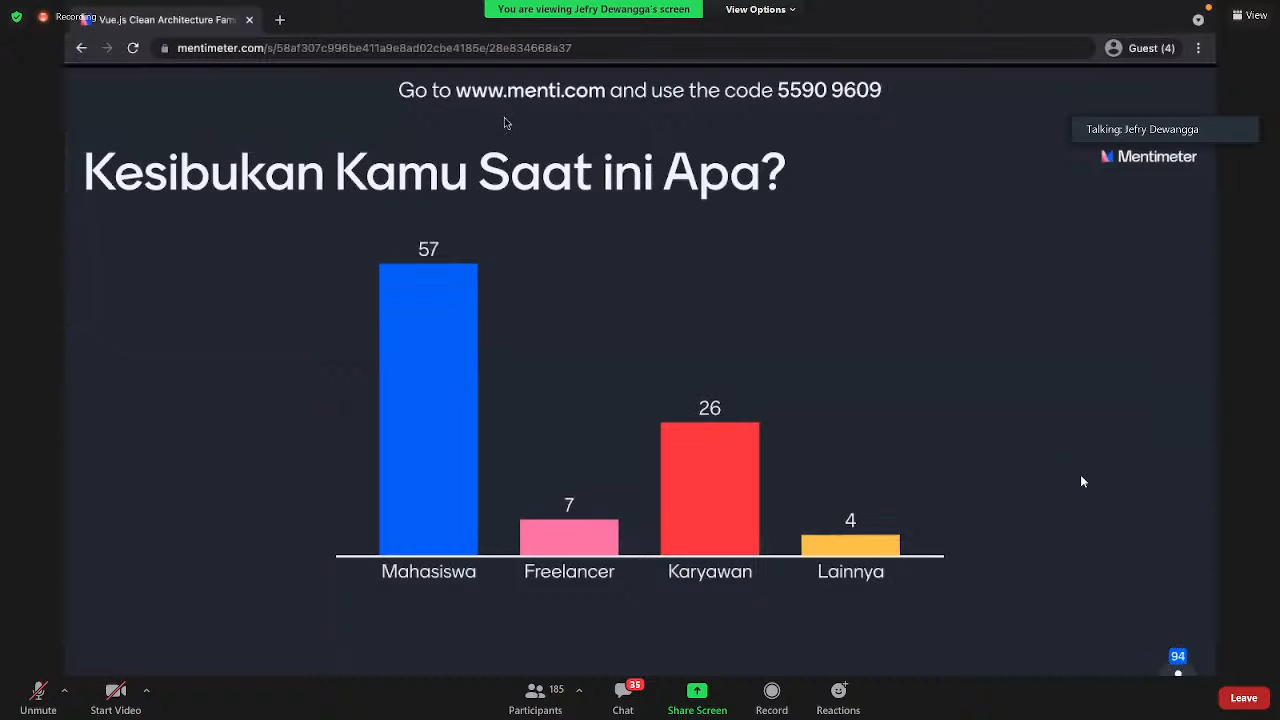 Recording
Vue.js Clean Architecture Fam
You are viewing Jefry Dewangga's screen
View Options
View
mentimeter.com/s/58af307c996be411a9e8ad02cbe4185e/28e834668a37
Guest (4)
Go to www.menti.com and use the code 5590 9609
Talking: Jefry Dewangga
Mentimeter
Kesibukan Kamu Saat ini Apa?
57
26
7
4
Mahasiswa
Freelancer
Karyawan
Lainnya
94
185
35
Unmute
Start Video
Participants
Chat
Share Screen
Record
Reactions
Leave